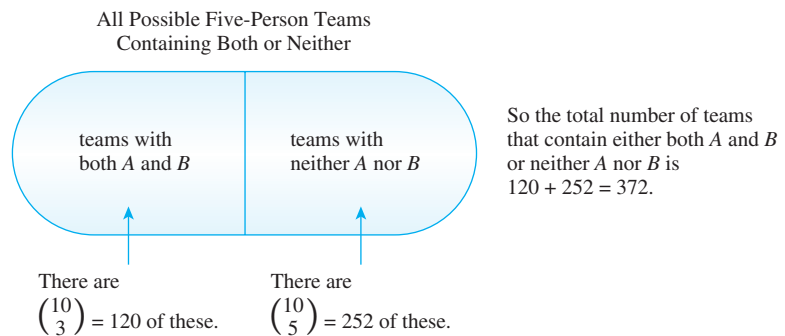 All Possible Five-Person Teams
Containing Both or Neither
teams with
both A and B
teams with
neither A nor B
So the total number of teams
that contain either both A and B
or neither A nor B is
120 + 252 = 372.
There are
(10 3) = 120 of these.
There are
(10 5) = 252 of these.